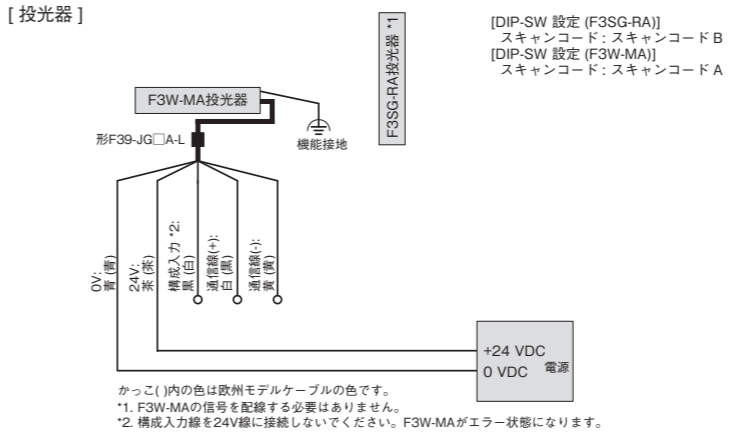 [ 投光器 ]
[DIP-SW 設定 (F3SG-RA)]
スキャンコード : スキャンコード B
[DIP-SW 設定 (F3W-MA)]
スキャンコード : スキャンコード A
F3SG-RA投光器 *1
F3W-MA投光器
形F39-JG□A-L
機能接地
0V:
青 (青)
24V:
茶 (茶)
構成入力 *2:
黒 (白)
通信線(+):
白 (黒)
通信線(-):
黄 (黄)
+24 VDC
0 VDC 電源
かっこ( )内の色は欧州モデルケーブルの色です。
*1. F3W-MAの信号を配線する必要はありません。
*2. 構成入力線を24V線に接続しないでください。F3W-MAがエラー状態になります。